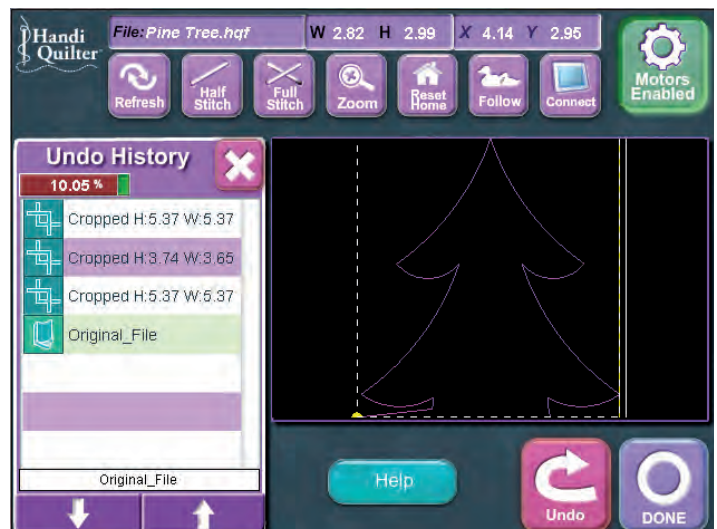 Handi
Quilter
File: Pine Tree.hqf
W 2.82 H 2.99
X 4.14 Y 2.95
Refresh
Half
Stitch
Full
Stitch
Zoom
Reset
Home
Follow
Connect
Motors
Enabled
Undo History
10.05 %
Cropped H:5.37 W:5.37
Cropped H:3.74 W:3.65
Cropped H:5.37 W:5.37
Original_File
Original_File
Help
Undo
DONE